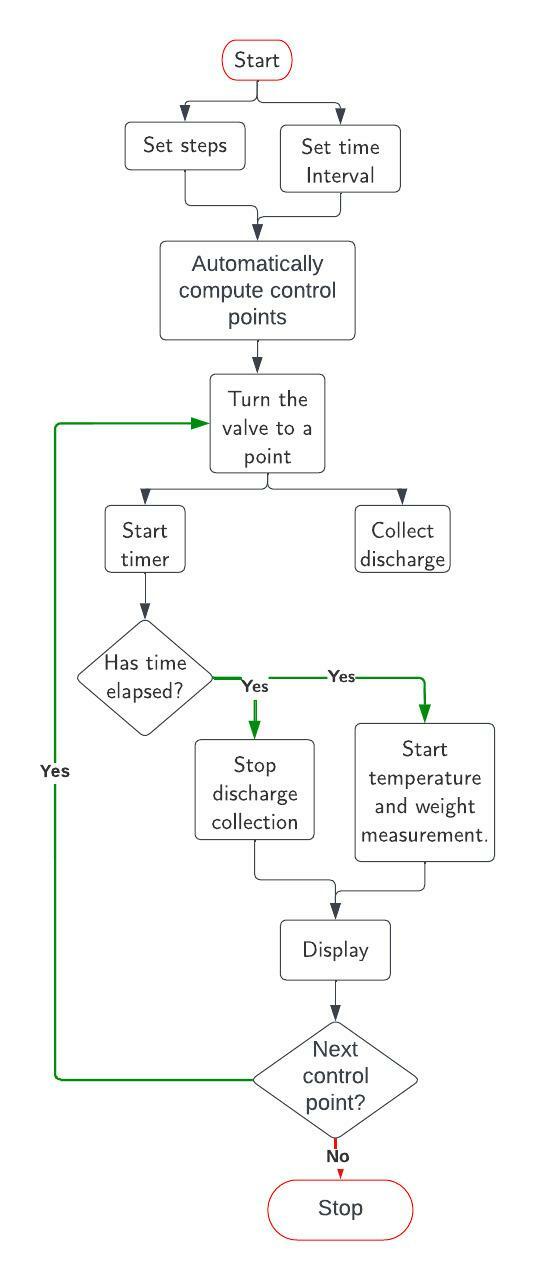 Start
Set steps
Set time
Interval
Automatically
compute control
points
Turn the
valve to a
point
Start
timer
Collect
discharge
Has time
elapsed?
Yes
Yes
Stop
discharge
collection
Start
temperature
and weight
measurement.
Yes
Display
Next
control
point?
No
Stop